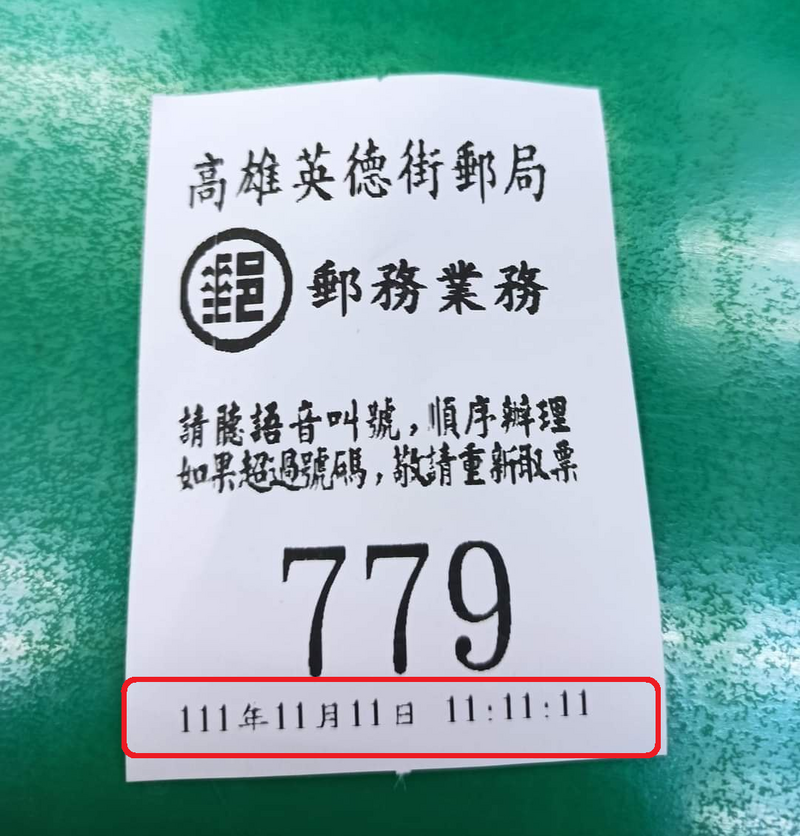 高雄英德街郵局
郵 郵務業務
請聽語音叫號,順序辦理
如果超過號碼,敬請重新取票
779
111年11月11日 11:11:11